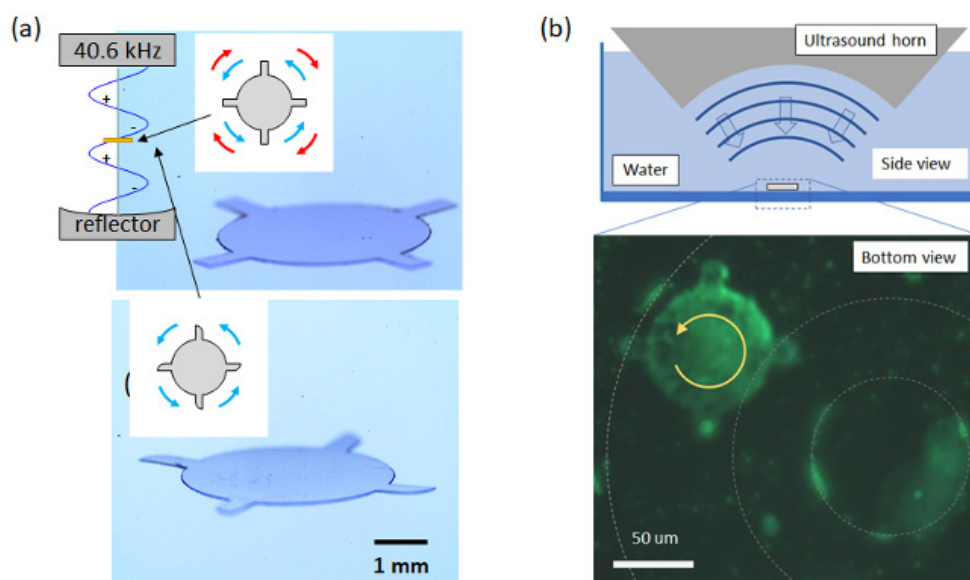 (a)
40.6 kHz
+
-
+
-
reflector
1 mm
(b)
Ultrasound horn
Water
Side view
Bottom view
50 um